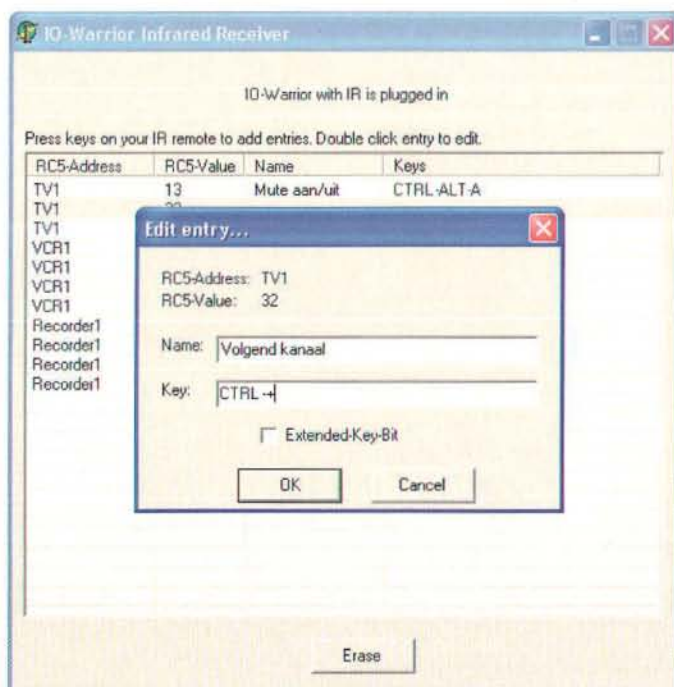 IO-Warrior Infrared Receiver
IO-Warrior with IR is plugged in
Press keys on your IR remote to add entries. Double click entry to edit.
RC5-Address RC5-Value Name Keys
TV1 13 Mute aan/uit CTRL-ALT-A
TV1
TV1
VCR1
VCR1
VCR1
VCR1
Recorder1
Recorder1
Recorder1
Recorder1
Edit entry...
RC5-Address: TV1
RC5-Value: 32
Name: Volgend kanaal
Key: CTRL-+
Extended-Key-Bit
OK Cancel
Erase